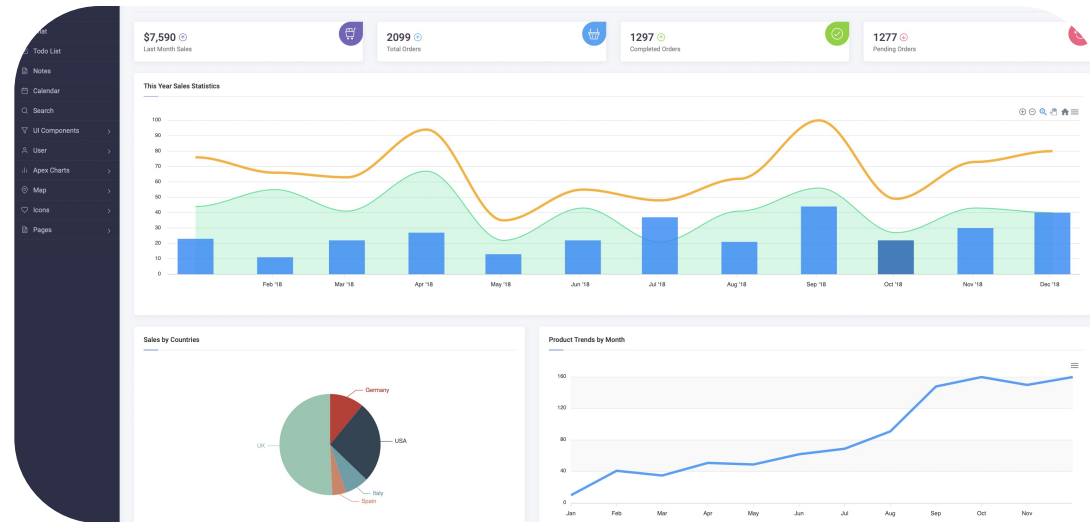 Todo List
Notes
Calendar
Search
UI Components
User
Apex Charts
Map
Icons
Pages
$7,590
Last Month Sales
2099
Total Orders
1297
Completed Orders
1277
Pending Orders
This Year Sales Statistics
100
90
80
70
60
50
40
30
20
10
0
Feb '18 Mar '18 Apr '18 May '18 Jun '18 Jul '18 Aug '18 Sep '18 Oct '18 Nov '18 Dec '18
Sales by Countries
Germany
UK
USA
Italy
Spain
Product Trends by Month
160
120
80
40
0
Jan Feb Mar Apr May Jun Jul Aug Sep Oct Nov